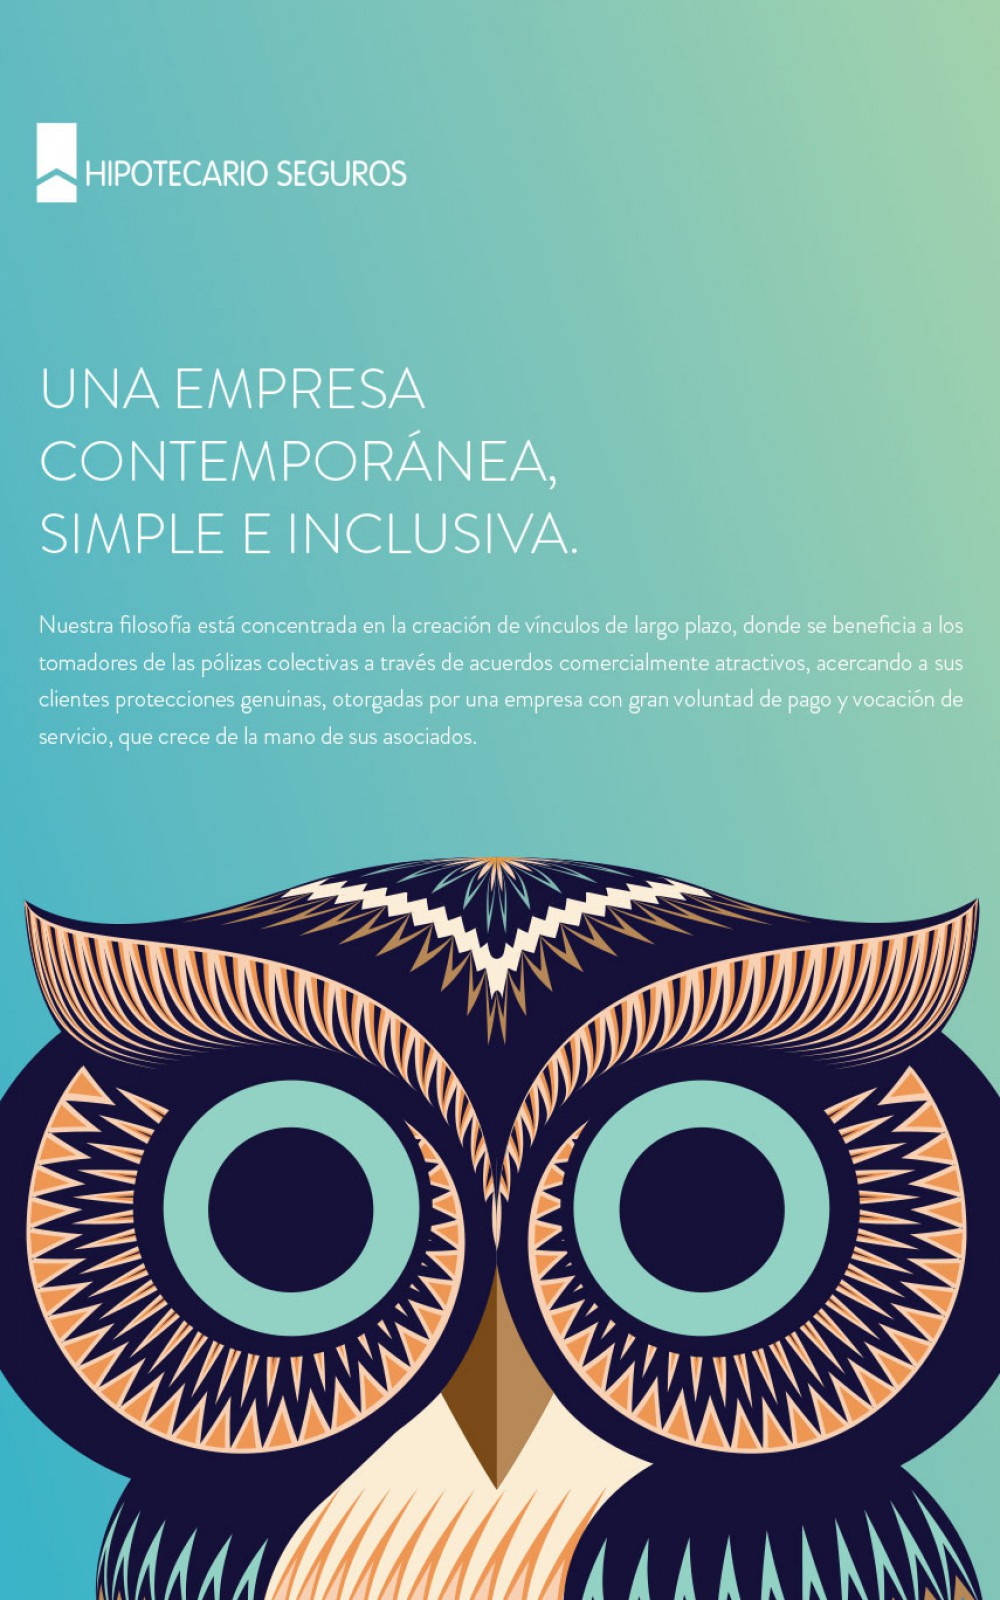 HIPOTECARIO SEGUROS
UNA EMPRESA
CONTEMPORÁNEA,
SIMPLE E INCLUSIVA.
Nuestra filosofía está concentrada en la creación de vínculos de largo plazo, donde se beneficia a los
tomadores de las pólizas colectivas a través de acuerdos comercialmente atractivos, acercando a sus
clientes protecciones genuinas, otorgadas por una empresa con gran voluntad de pago y vocación de
servicio, que crece de la mano de sus asociados.